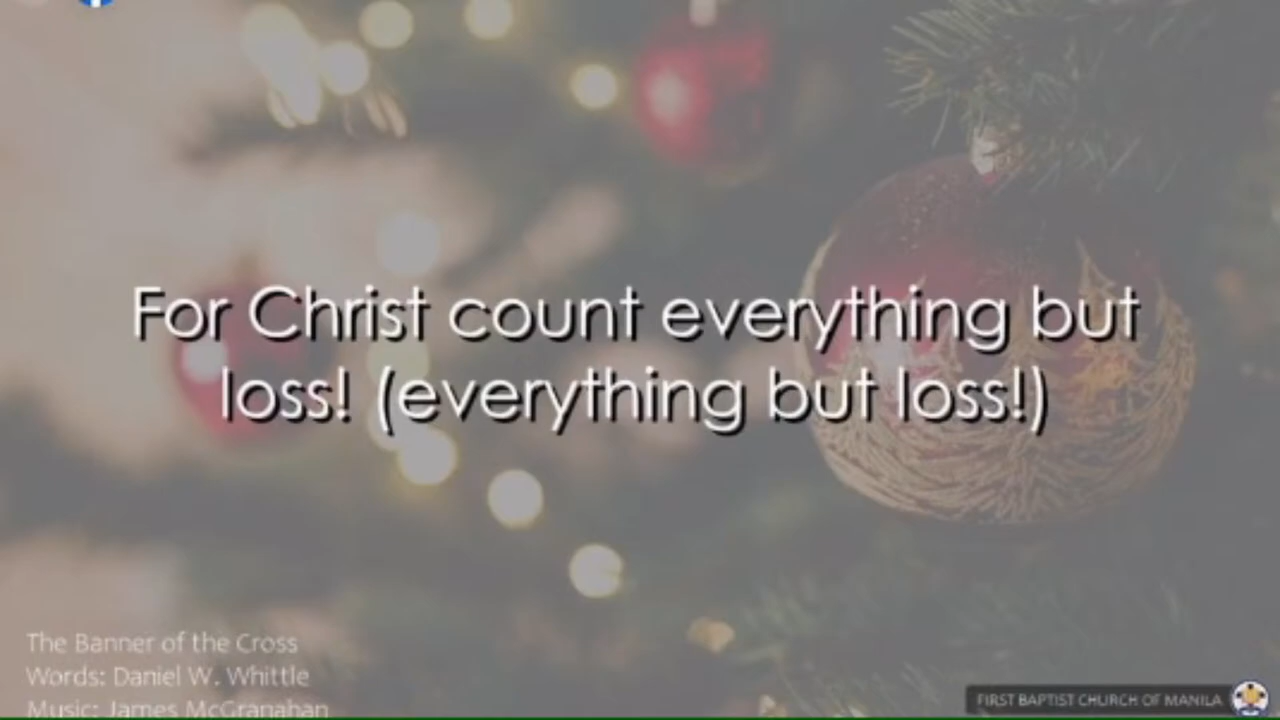 For Christ count everything but
loss! (everything but loss!)
The Banner of the Cross
Words: Daniel W. Whittle
Music: James McGranahan
FIRST BAPTIST CHURCH OF MANILA